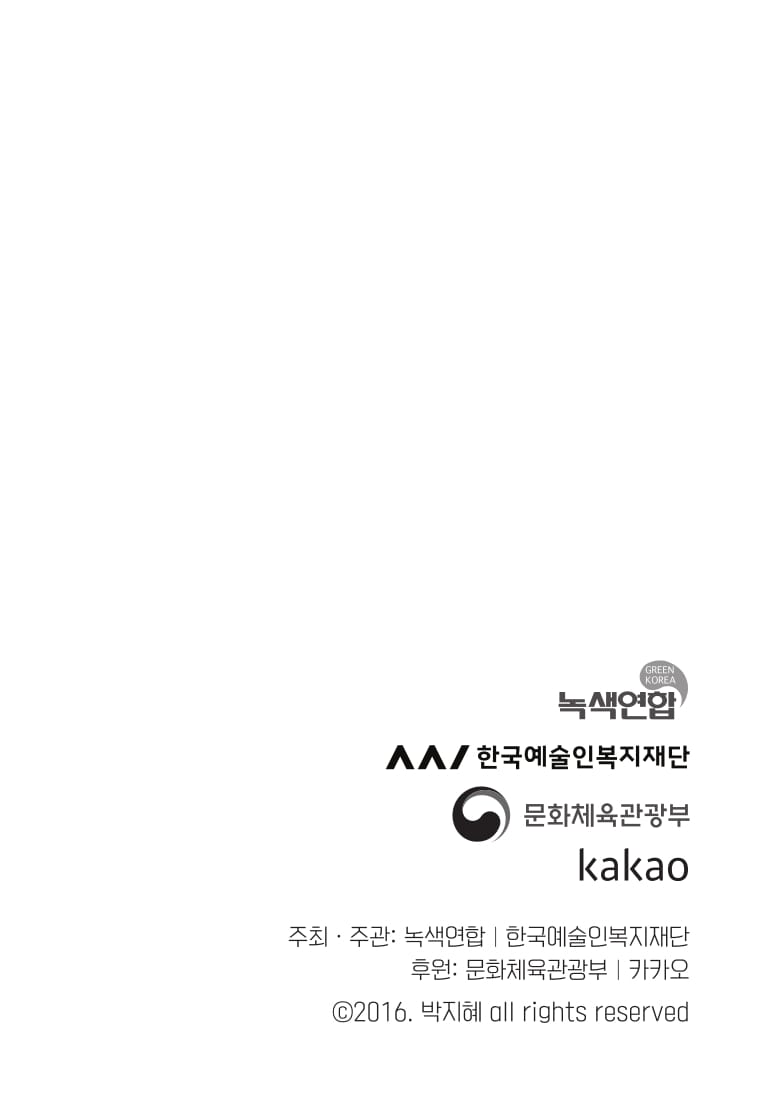 GREEN
KOREA
녹색연합
한국예술인복지재단
문화체육관광부
kakao
주최 · 주관: 녹색연합 | 한국예술인복지재단
후원: 문화체육관광부 | 카카오
©2016. 박지혜 all rights reserved